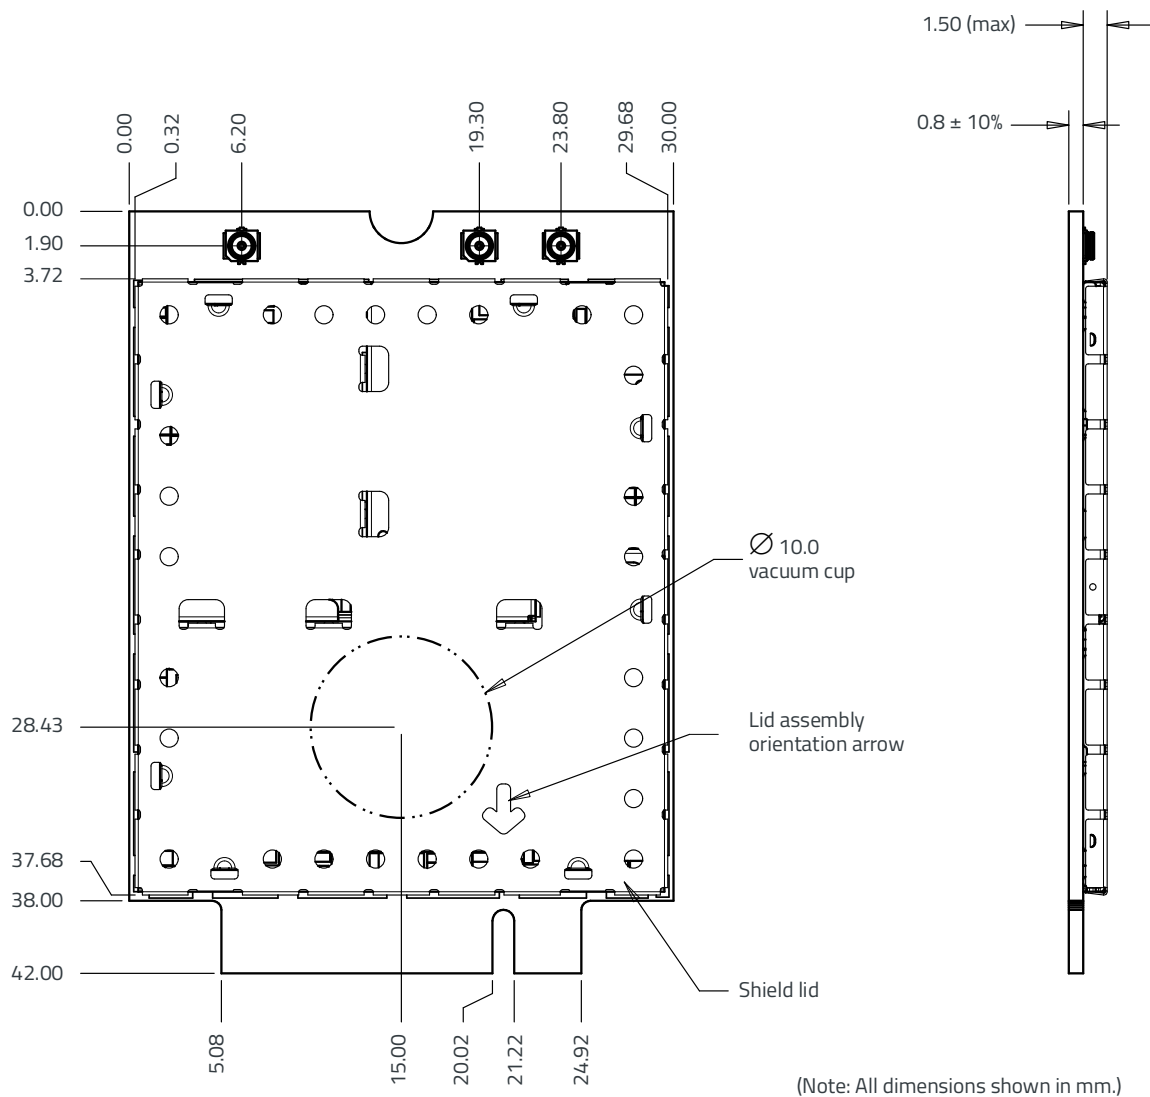 1.50 (max)
0.8 ± 10%
0.00
0.32
6.20
19.30
23.80
29.68
30.00
0.00
1.90
3.72
Ø 10.0
vacuum cup
28.43
Lid assembly
orientation arrow
37.68
38.00
42.00
Shield lid
5.08
15.00
20.02
21.22
24.92
(Note: All dimensions shown in mm.)